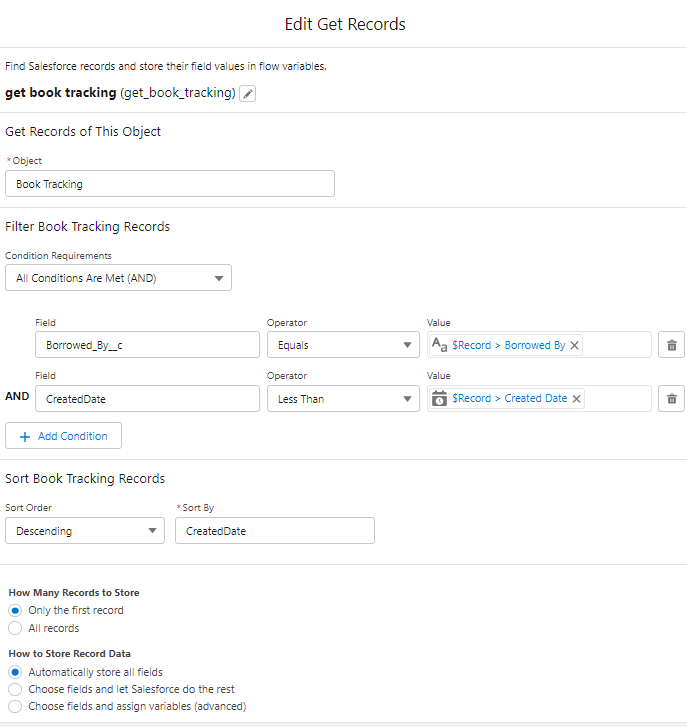 Edit Get Records
Find Salesforce records and store their field values in flow variables.
get book tracking (get_book_tracking)
Get Records of This Object
* Object
Book Tracking
Filter Book Tracking Records
Condition Requirements
All Conditions Are Met (AND)
Field Operator Value
Borrowed_By__c Equals Aa $Record > Borrowed By ×
Field Operator Value
AND CreatedDate Less Than $Record > Created Date ×
+ Add Condition
Sort Book Tracking Records
Sort Order * Sort By
Descending CreatedDate
How Many Records to Store
Only the first record
All records
How to Store Record Data
Automatically store all fields
Choose fields and let Salesforce do the rest
Choose fields and assign variables (advanced)